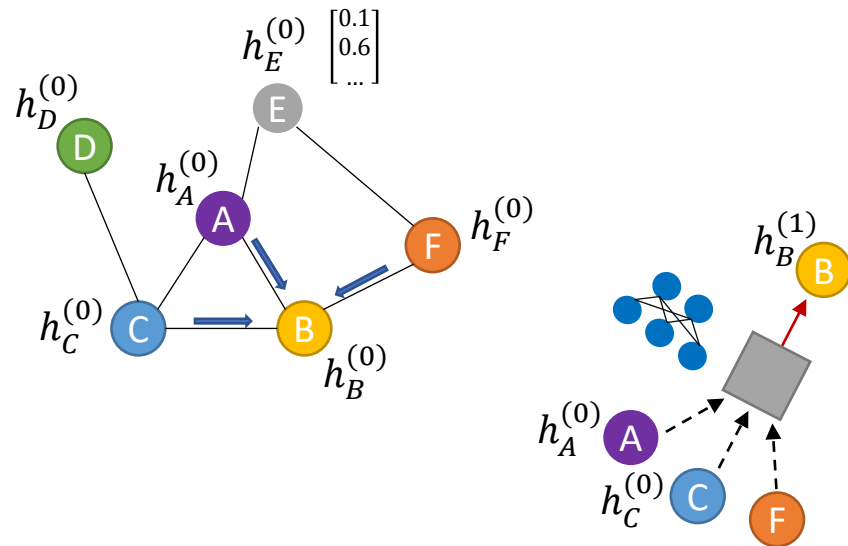 h_E^(0)
[0.1
0.6
...]
h_D^(0)
E
D
h_A^(0)
A
h_F^(0)
F
h_C^(0)
C
B
h_B^(0)
h_B^(1)
B
h_A^(0)
A
h_C^(0)
C
F